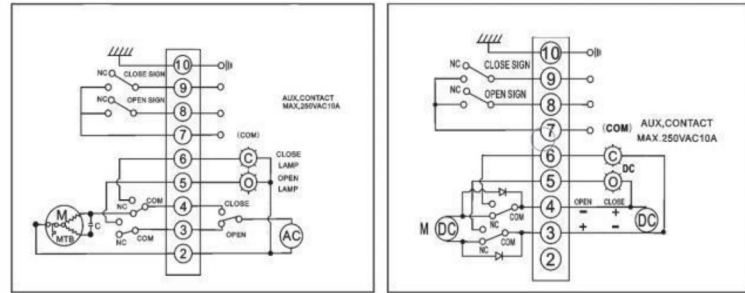 10
NC CLOSE SIGN
9
NC OPEN SIGN
8
AUX,CONTACT
MAX,250VAC10A
7
(COM)
6
C
CLOSE
LAMP
5
O
OPEN
LAMP
NC
COM
4
CLOSE
M
MTB
C
NC
COM
3
OPEN
AC
2
10
NC CLOSE SIGN
9
NC OPEN SIGN
8
AUX,CONTACT
MAX.250VAC10A
7
(COM)
6
C
DC
5
O
NC
COM
4
OPEN CLOSE
− +
M DC
DC
NC
COM
3
+ −
2